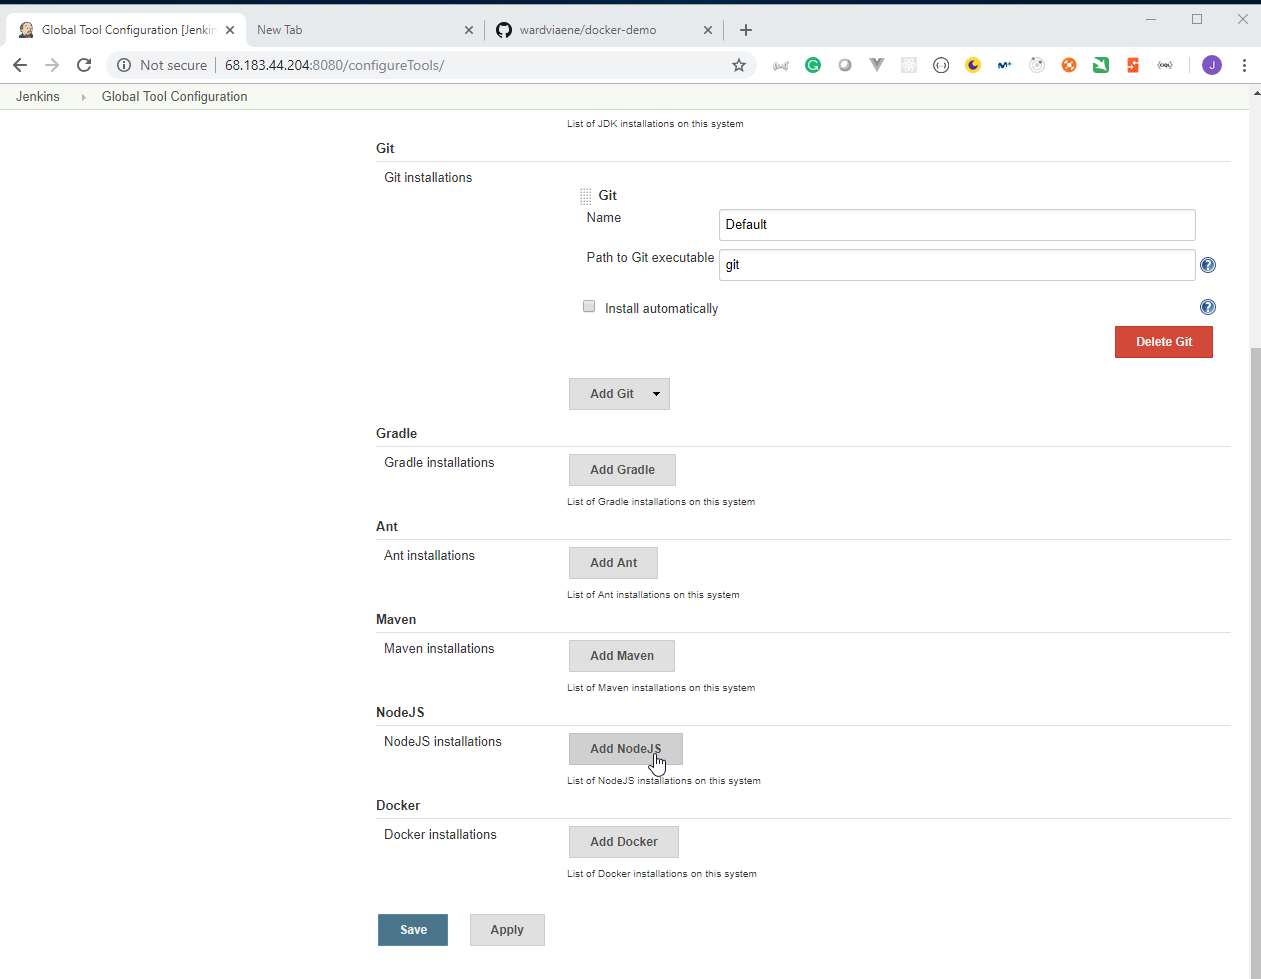 Global Tool Configuration [Jenkin
New Tab
wardviaene/docker-demo
Not secure
68.183.44.204:8080/configureTools/
J
Jenkins
Global Tool Configuration
List of JDK installations on this system
Git
Git installations
Git
Name
Default
Path to Git executable
git
Install automatically
Delete Git
Add Git
Gradle
Gradle installations
Add Gradle
List of Gradle installations on this system
Ant
Ant installations
Add Ant
List of Ant installations on this system
Maven
Maven installations
Add Maven
List of Maven installations on this system
NodeJS
NodeJS installations
Add NodeJS
List of NodeJS installations on this system
Docker
Docker installations
Add Docker
List of Docker installations on this system
Save
Apply